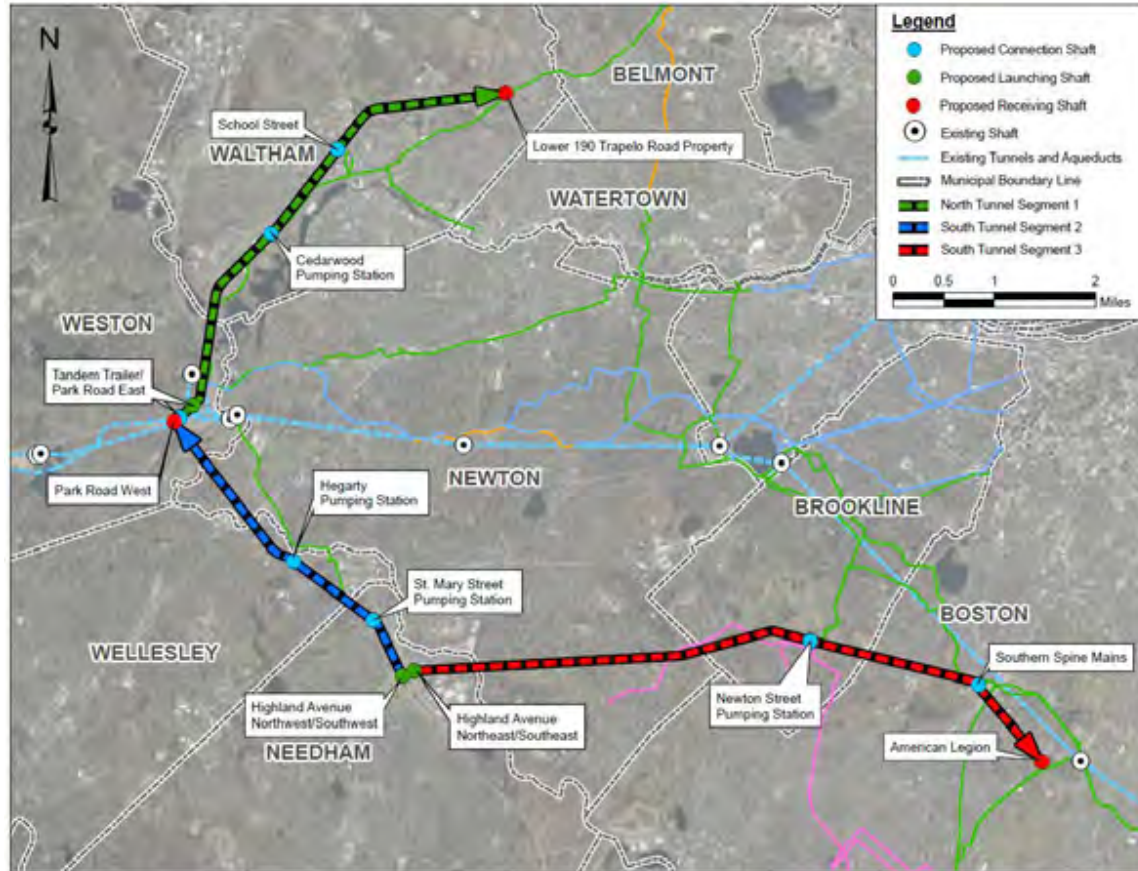 N
BELMONT
School Street
WALTHAM
Lower 190 Trapelo Road Property
WATERTOWN
Cedarwood
Pumping Station
WESTON
Tandem Trailer/
Park Road East
Park Road West
NEWTON
Hegarty
Pumping Station
BROOKLINE
St. Mary Street
Pumping Station
BOSTON
WELLESLEY
Southern Spine Mains
Highland Avenue
Northwest/Southwest
Highland Avenue
Northeast/Southeast
Newton Street
Pumping Station
NEEDHAM
American Legion
Legend
Proposed Connection Shaft
Proposed Launching Shaft
Proposed Receiving Shaft
Existing Shaft
Existing Tunnels and Aqueducts
Municipal Boundary Line
North Tunnel Segment 1
South Tunnel Segment 2
South Tunnel Segment 3
0 0.5 1 2
Miles